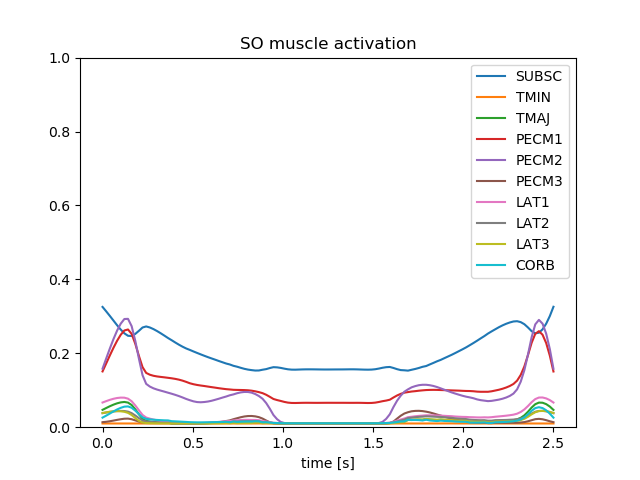 SO muscle activation
1.0
0.8
0.6
0.4
0.2
0.0
SUBSC
TMIN
TMAJ
PECM1
PECM2
PECM3
LAT1
LAT2
LAT3
CORB
0.0 0.5 1.0 1.5 2.0 2.5
time [s]